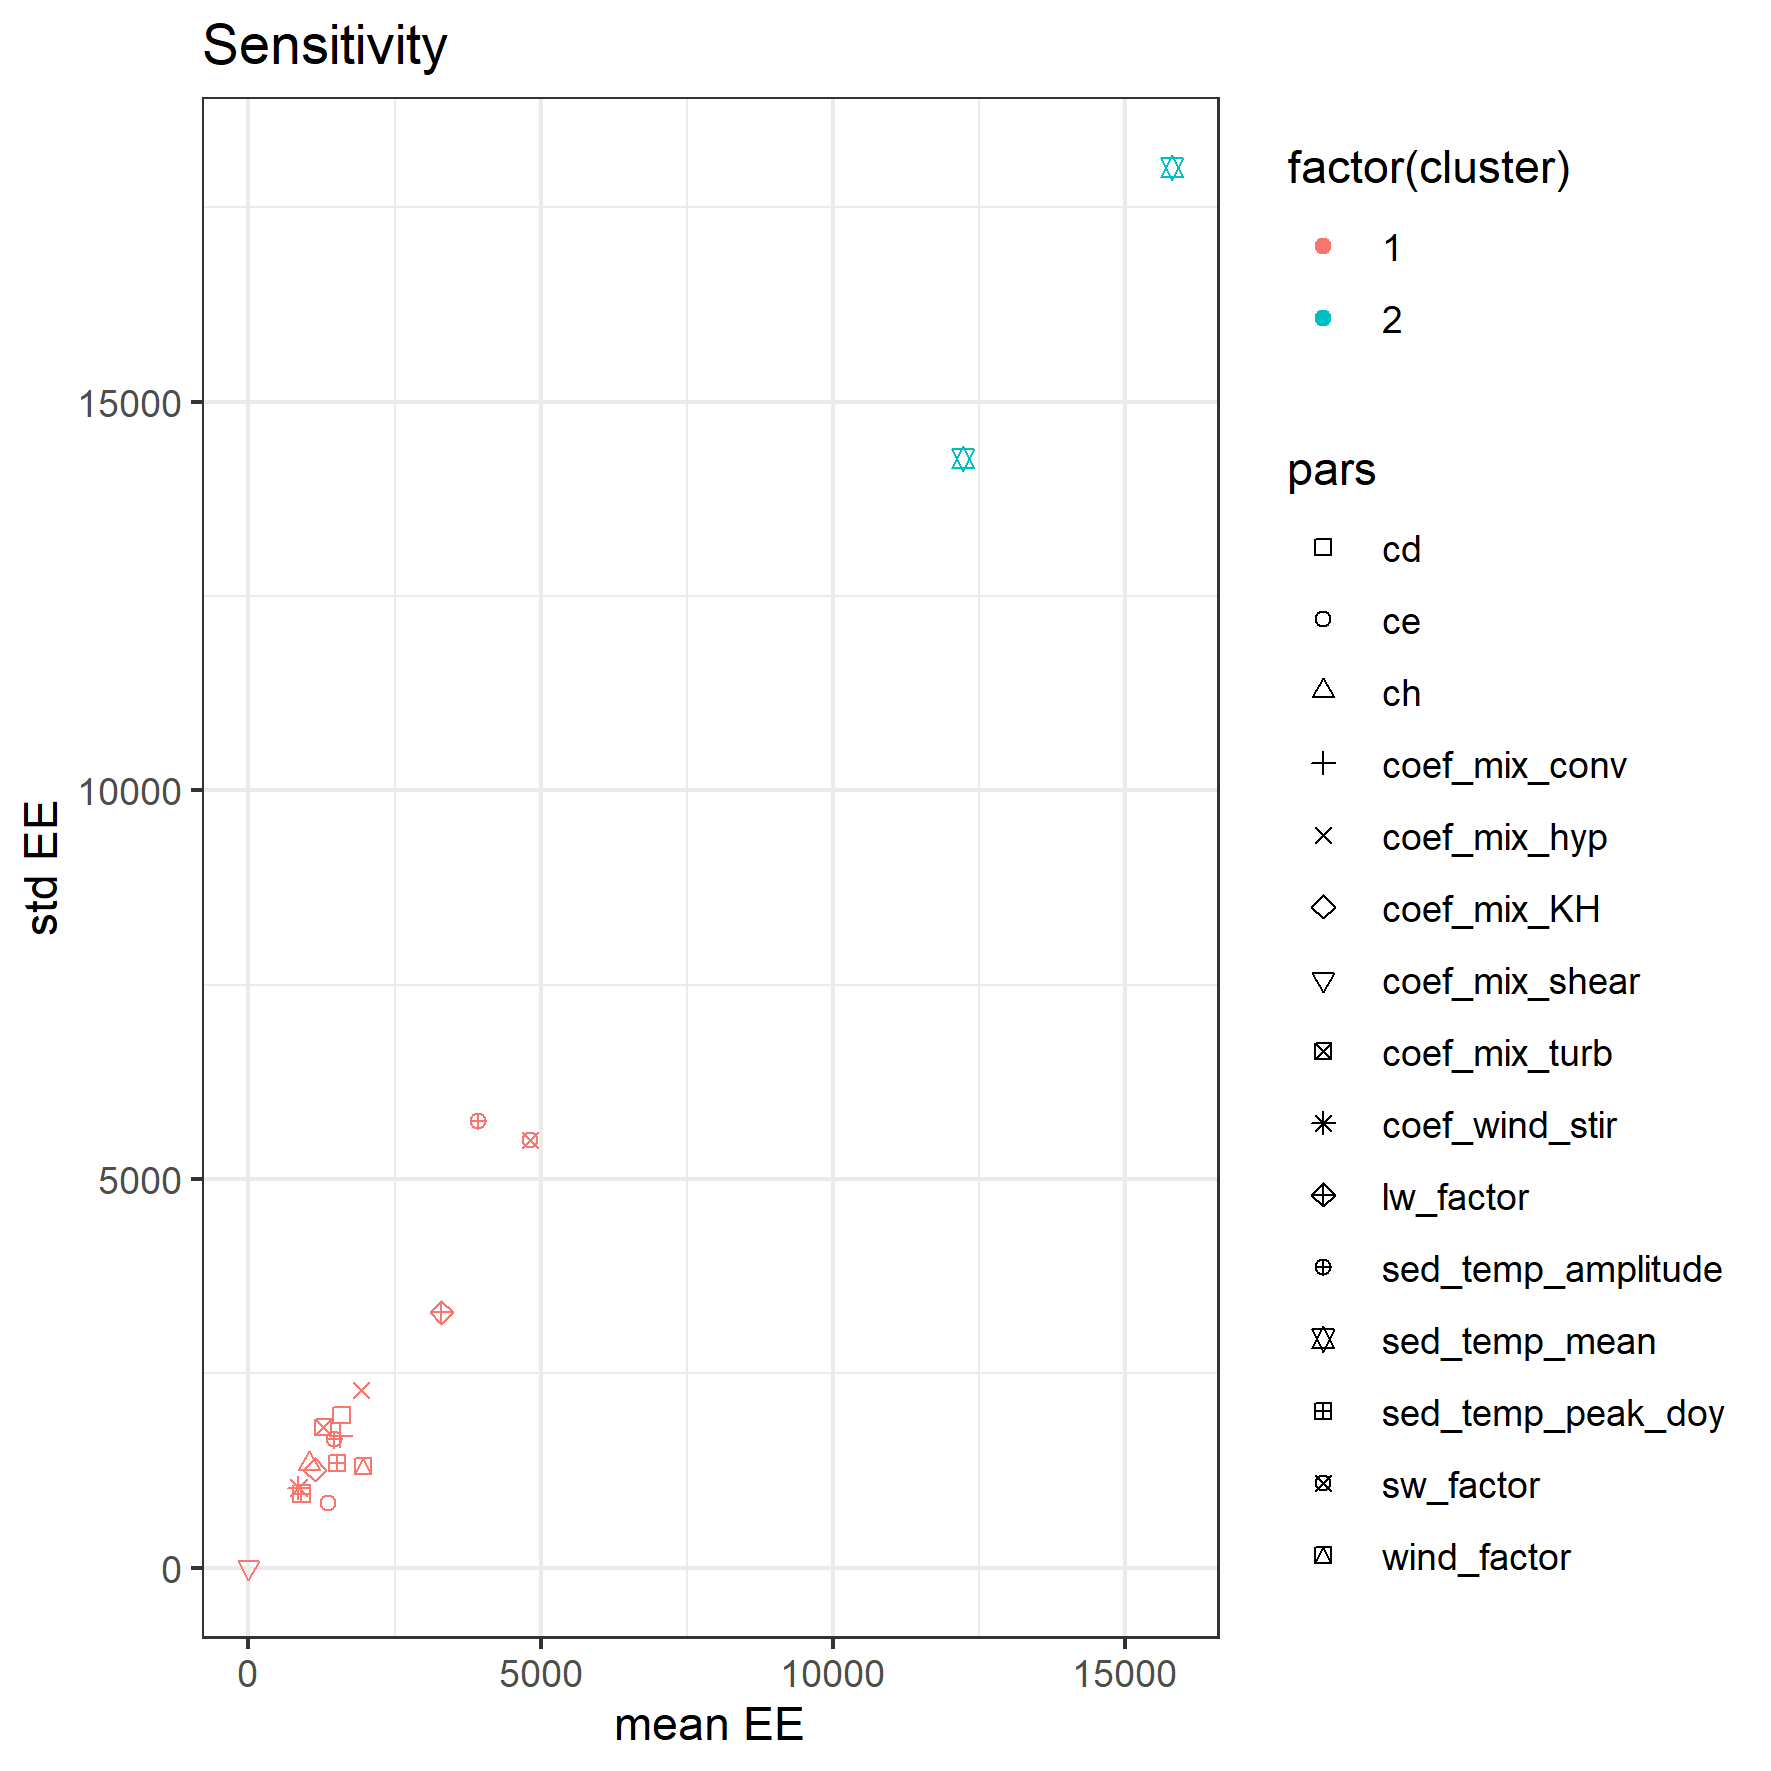 Sensitivity
std EE
15000
10000
5000
0
0
5000
10000
15000
mean EE
factor(cluster)
1
2
pars
cd
ce
ch
coef_mix_conv
coef_mix_hyp
coef_mix_KH
coef_mix_shear
coef_mix_turb
coef_wind_stir
lw_factor
sed_temp_amplitude
sed_temp_mean
sed_temp_peak_doy
sw_factor
wind_factor